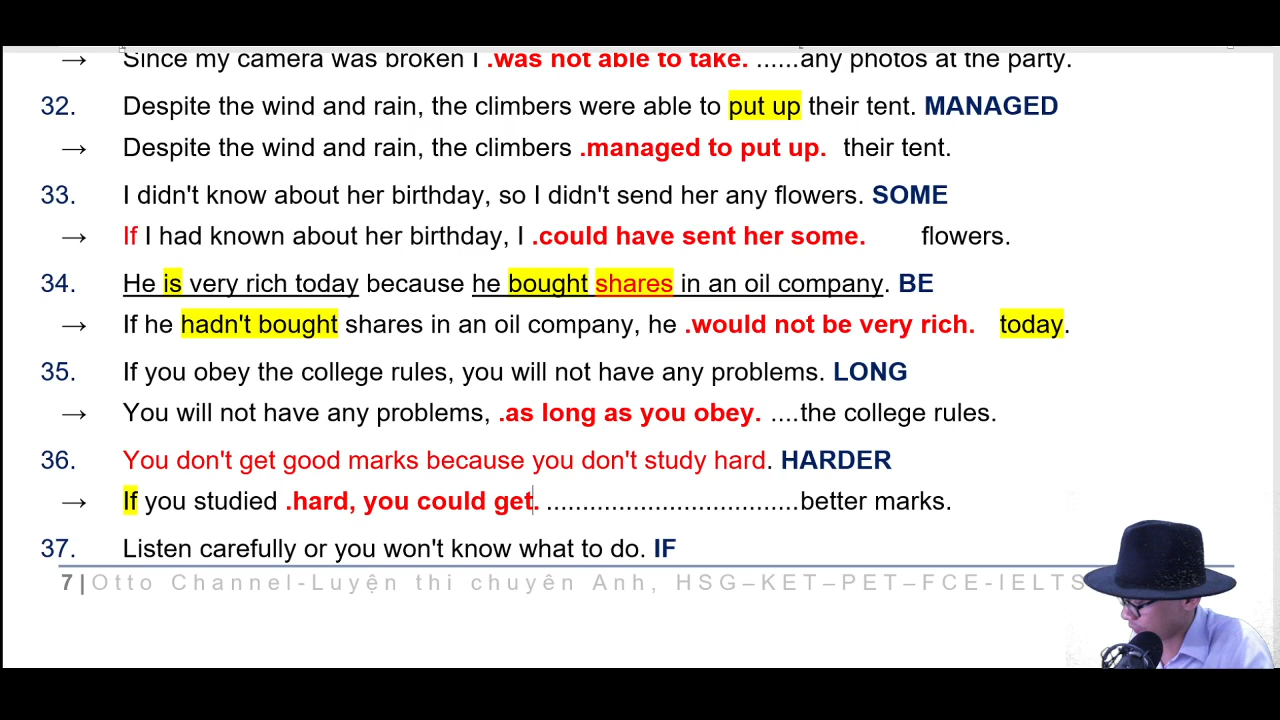 → Since my camera was broken I .was not able to take. ......any photos at the party.
32. Despite the wind and rain, the climbers were able to put up their tent. MANAGED
→ Despite the wind and rain, the climbers .managed to put up. their tent.
33. I didn't know about her birthday, so I didn't send her any flowers. SOME
→ If I had known about her birthday, I .could have sent her some. flowers.
34. He is very rich today because he bought shares in an oil company. BE
→ If he hadn't bought shares in an oil company, he .would not be very rich. today.
35. If you obey the college rules, you will not have any problems. LONG
→ You will not have any problems, .as long as you obey. ....the college rules.
36. You don't get good marks because you don't study hard. HARDER
→ If you studied .hard, you could get. ...................................better marks.
37. Listen carefully or you won't know what to do. IF
7|Otto Channel-Luyện thi chuyên Anh, HSG–KET–PET–FCE-IELTS